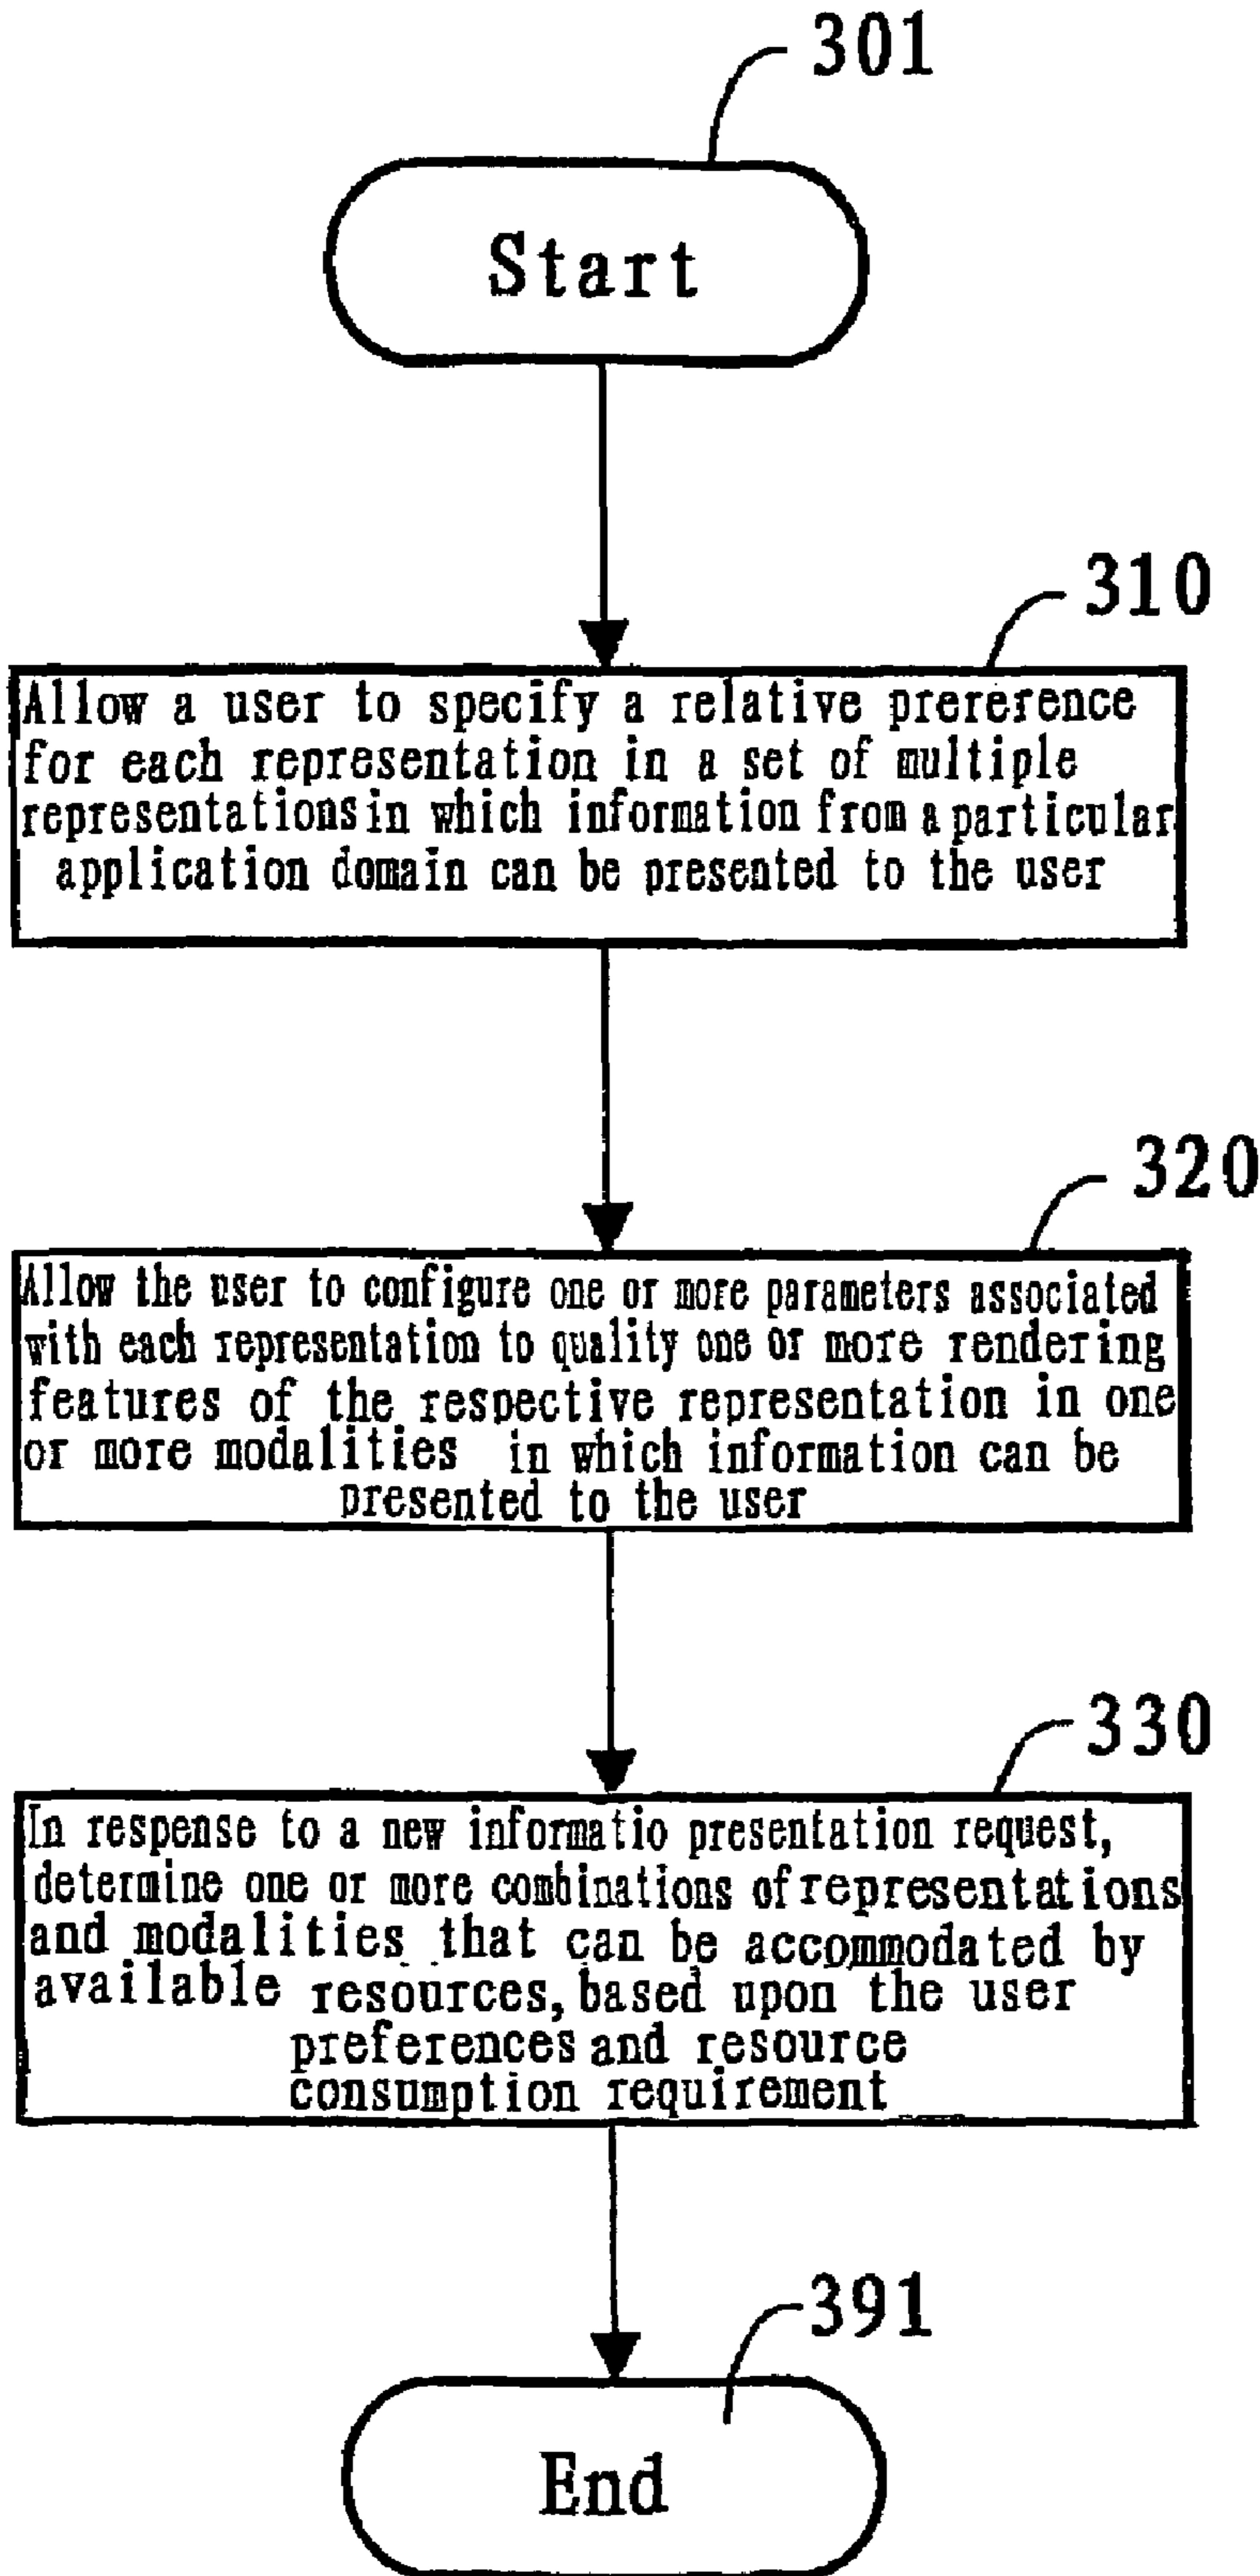 301
Start
310
Allow a user to specify a relative prererence
for each representation in a set of multiple
representations in which information from a particular
application domain can be presented to the user
320
Allow the user to configure one or more parameters associated
with each representation to quality one or more rendering
features of the respective representation in one
or more modalities in which information can be
presented to the user
330
In respense to a new informatio presentation request,
determine one or more combinations of representations
and modalities that can be accommodated by
available resources, based upon the user
preferences and resource
consumption requirement
391
End